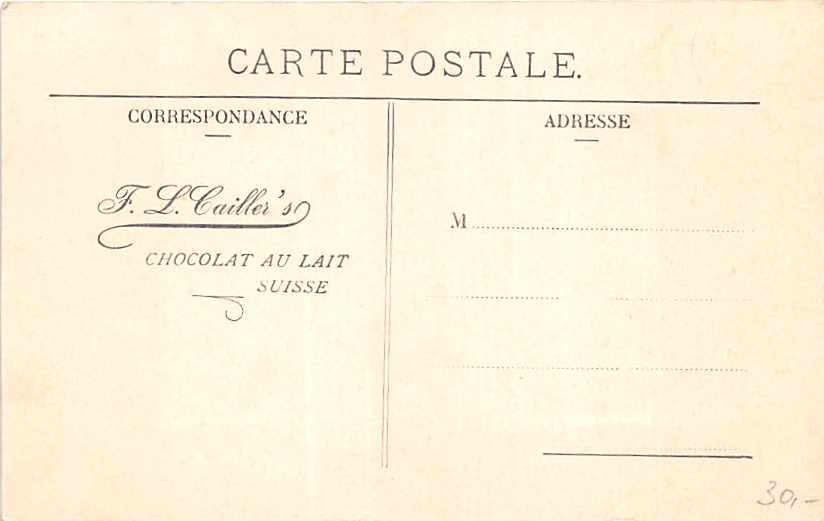 CARTE POSTALE.
CORRESPONDANCE
F. L. Cailler's
CHOCOLAT AU LAIT
SUISSE
ADRESSE
M
30,-